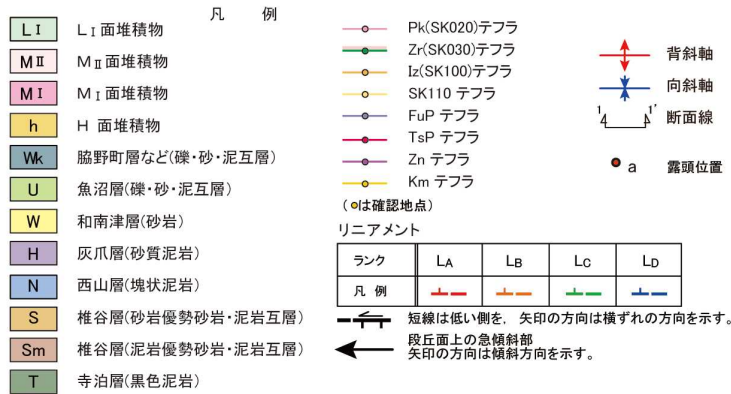 凡 例
LⅠ LⅠ面堆積物
MⅡ MⅡ面堆積物
MⅠ MⅠ面堆積物
h H 面堆積物
Wk 脇野町層など(礫・砂・泥互層)
U 魚沼層(礫・砂・泥互層)
W 和南津層(砂岩)
H 灰爪層(砂質泥岩)
N 西山層(塊状泥岩)
S 椎谷層(砂岩優勢砂岩・泥岩互層)
Sm 椎谷層(泥岩優勢砂岩・泥岩互層)
T 寺泊層(黒色泥岩)
Pk(SK020)テフラ
Zr(SK030)テフラ
Iz(SK100)テフラ
SK110 テフラ
FuP テフラ
TsP テフラ
Zn テフラ
Km テフラ
(●は確認地点)
リニアメント
ランク LA LB LC LD
凡 例
短線は低い側を, 矢印の方向は横ずれの方向を示す。
段丘面上の急傾斜部
矢印の方向は傾斜方向を示す。
背斜軸
向斜軸
1 1' 断面線
a 露頭位置